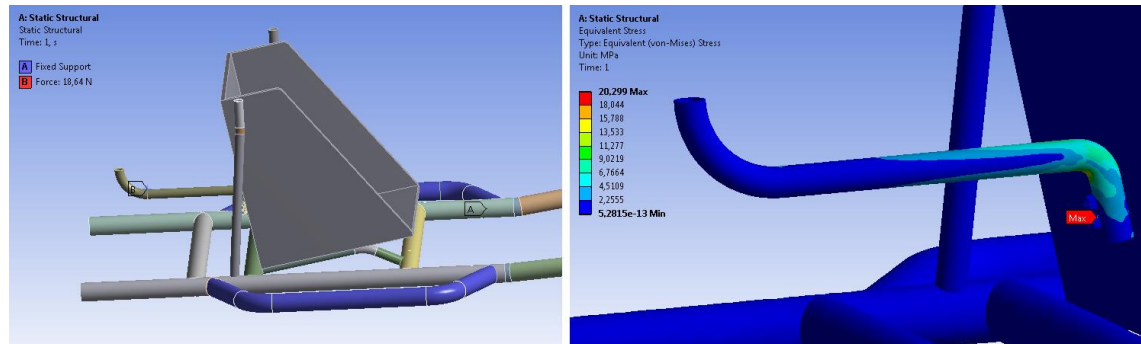 A: Static Structural
Static Structural
Time: 1, s
A Fixed Support
B Force: 18,64 N
B
A
A: Static Structural
Equivalent Stress
Type: Equivalent (von-Mises) Stress
Unit: MPa
Time: 1
20,299 Max
18,044
15,788
13,533
11,277
9,0219
6,7664
4,5109
2,2555
5,2815e-13 Min
Max